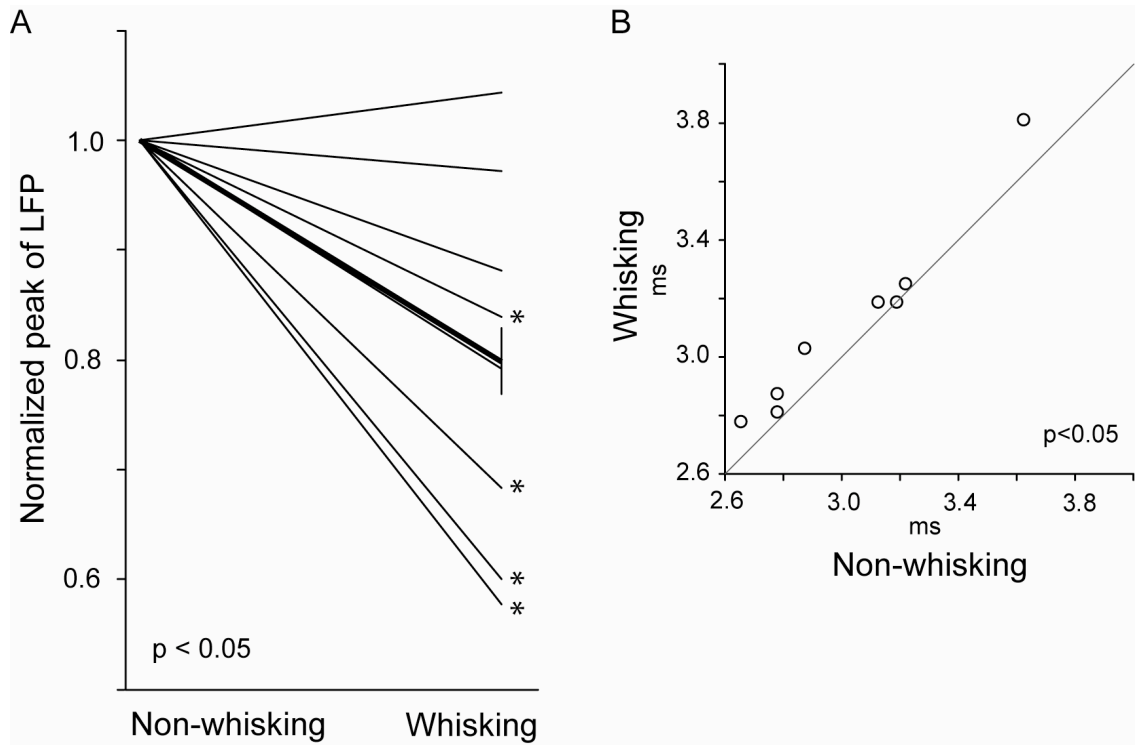 A
Normalized peak of LFP
1.0
0.8
0.6
*
*
*
*
p < 0.05
Non-whisking Whisking
B
Whisking
ms
3.8
3.4
3.0
2.6
p<0.05
2.6 3.0 3.4 3.8
ms
Non-whisking